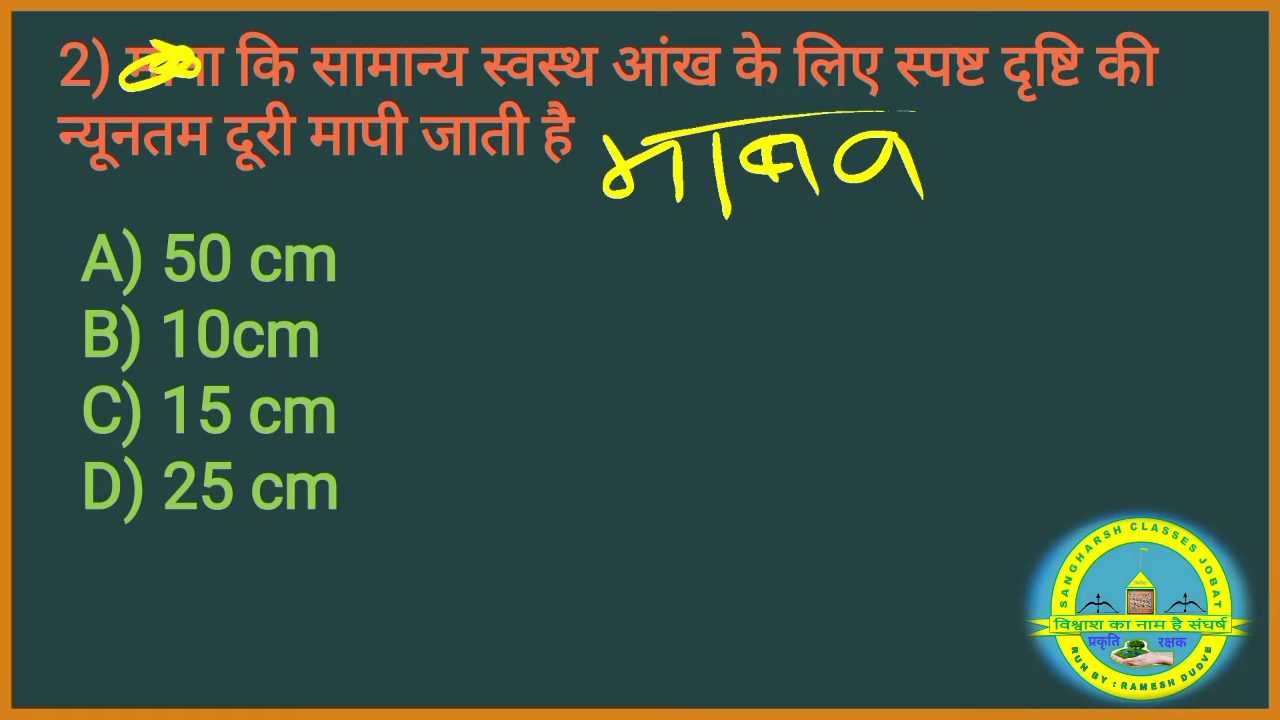 2) कि सामान्य स्वस्थ आंख के लिए स्पष्ट दृष्टि की
न्यूनतम दूरी मापी जाती है
A) 50 cm
B) 10cm
C) 15 cm
D) 25 cm
SANGHARSH CLASSES JOBAT
विश्वाश का नाम है संघर्ष
प्रकृति रक्षक
RUN BY : RAMESH DUDVE